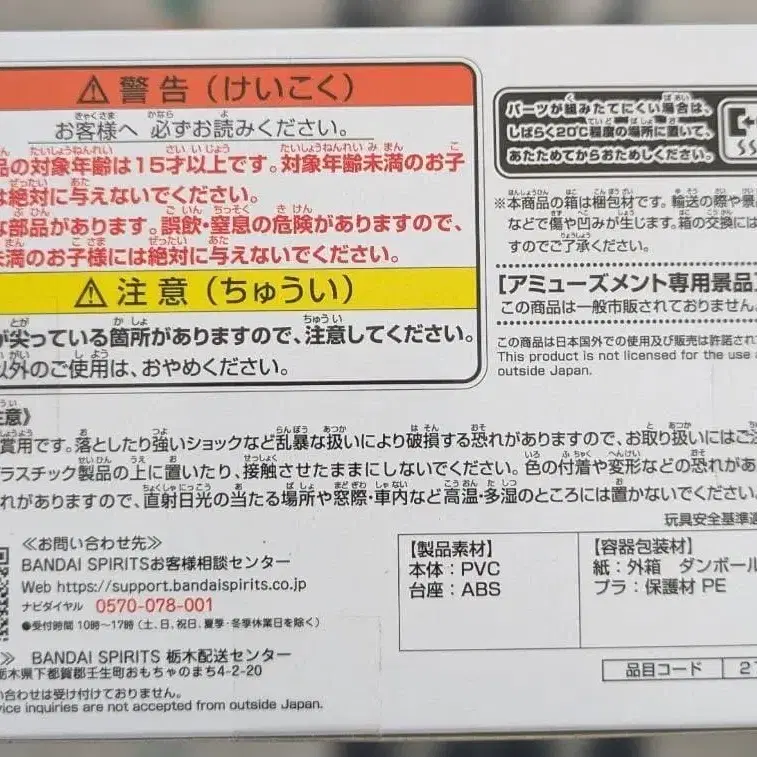 ⚠警告（けいこく）
お客様へ 必ずお読みください。
品の対象年齢は15才以上です。対象年齢未満のお子
は絶対に与えないでください。
な部品があります。誤飲・窒息の危険がありますので、
未満のお子様には絶対に与えないでください。
⚠注意（ちゅうい）
が尖っている箇所がありますので、注意してください。
以外のご使用は、おやめください。
パーツが組みたてにくい場合は、
しばらく20℃程度の場所に置いて、
あたためてからおためしください。
※本商品の箱は梱包材です。輸送の際や景
などで傷や凹みが生じます。箱の交換には
すのでご了承ください。
【アミューズメント専用景品】
この商品は一般市販されておりません。
この商品は日本国外での使用及び販売は許諾され
This product is not licensed for the use a
outside Japan.
注意》
賞用です。落としたり強いショックなど乱暴な扱いにより破損する恐れがありますので、お取り扱いにはご注
プラスチック製品の上に置いたり、接触させたままにしないでください。色の付着や変形などの恐れがあ
れがありますので、直射日光の当たる場所や窓際・車内など高温・多湿のところには置かないでください。
玩具安全基準適
≪お問い合わせ先≫
BANDAI SPIRITSお客様相談センター
Web https://support.bandaispirits.co.jp
ナビダイヤル 0570-078-001
●受付時間 10時〜17時（土、日、祝日、夏季・冬季休業日を除く）
≫ BANDAI SPIRITS 栃木配送センター
栃木県下都賀郡壬生町おもちゃのまち4-2-20
い合わせは受け付けておりません。
vice inquiries are not accepted from outside Japan.
【製品素材】
本体：PVC
台座：ABS
【容器包装材】
紙：外箱 ダンボール
プラ：保護材 PE
品目コード 27